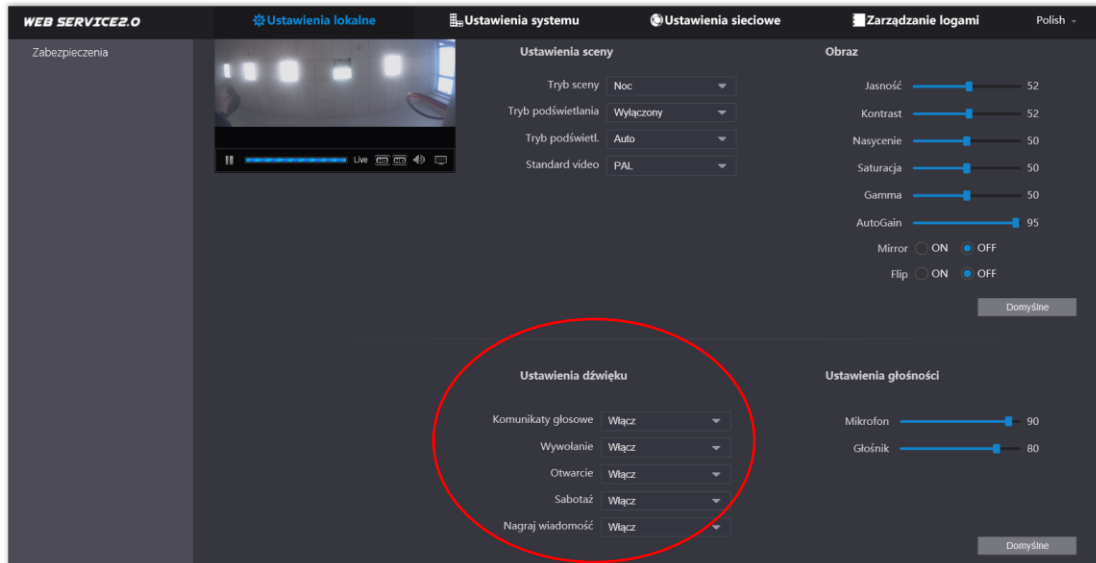 WEB SERVICE2.0
Ustawienia lokalne
Ustawienia systemu
Ustawienia sieciowe
Zarządzanie logami
Polish
Zabezpieczenia
Live
Ustawienia sceny
Tryb sceny Noc
Tryb podświetlania Wyłączony
Tryb podświetl. Auto
Standard video PAL
Obraz
Jasność 52
Kontrast 52
Nasycenie 50
Saturacja 50
Gamma 50
AutoGain 95
Mirror ON OFF
Flip ON OFF
Domyślne
Ustawienia dźwięku
Komunikaty głosowe Włącz
Wywołanie Włącz
Otwarcie Włącz
Sabotaż Włącz
Nagraj wiadomość Włącz
Ustawienia głośności
Mikrofon 90
Głośnik 80
Domyślne